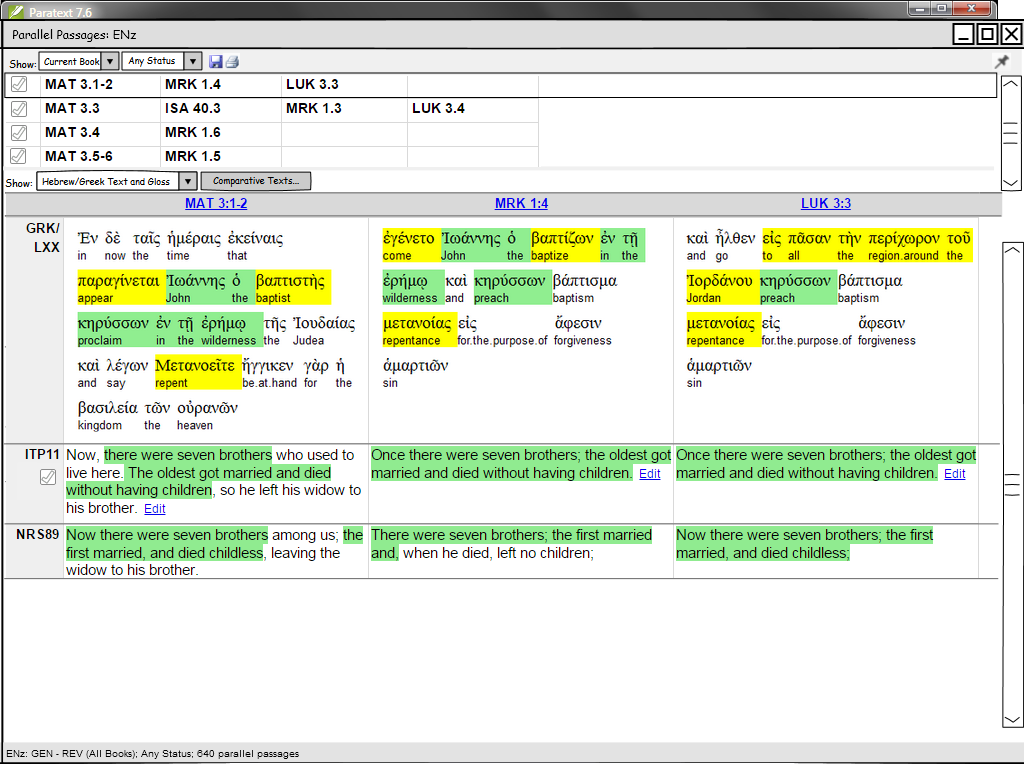 Paratext 7.6
Parallel Passages: ENz
Show: Current Book Any Status
MAT 3.1-2 MRK 1.4 LUK 3.3
MAT 3.3 ISA 40.3 MRK 1.3 LUK 3.4
MAT 3.4 MRK 1.6
MAT 3.5-6 MRK 1.5
Show: Hebrew/Greek Text and Gloss Comparative Texts...
MAT 3:1-2 MRK 1:4 LUK 3:3
GRK/
LXX
Ἐν δὲ ταῖς ἡμέραις ἐκείναις
in now the time that
παραγίνεται Ἰωάννης ὁ βαπτιστὴς
appear John the baptist
κηρύσσων ἐν τῇ ἐρήμῳ τῆς Ἰουδαίας
proclaim in the wilderness the Judea
καὶ λέγων Μετανοεῖτε ἤγγικεν γὰρ ἡ
and say repent be.at.hand for the
βασιλεία τῶν οὐρανῶν
kingdom the heaven
ἐγένετο Ἰωάννης ὁ βαπτίζων ἐν τῇ
come John the baptize in the
ἐρήμῳ καὶ κηρύσσων βάπτισμα
wilderness and preach baptism
μετανοίας εἰς ἄφεσιν
repentance for.the.purpose.of forgiveness
ἁμαρτιῶν
sin
καὶ ἦλθεν εἰς πᾶσαν τὴν περίχωρον τοῦ
and go to all the region.around the
Ἰορδάνου κηρύσσων βάπτισμα
Jordan preach baptism
μετανοίας εἰς ἄφεσιν
repentance for.the.purpose.of forgiveness
ἁμαρτιῶν
sin
ITP11
Now, there were seven brothers who used to
live here. The oldest got married and died
without having children, so he left his widow to
his brother. Edit
Once there were seven brothers; the oldest got
married and died without having children. Edit
Once there were seven brothers; the oldest got
married and died without having children. Edit
NRS89
Now there were seven brothers among us; the
first married, and died childless, leaving the
widow to his brother.
There were seven brothers; the first married
and, when he died, left no children;
Now there were seven brothers; the first
married, and died childless;
ENz: GEN - REV (All Books); Any Status; 640 parallel passages